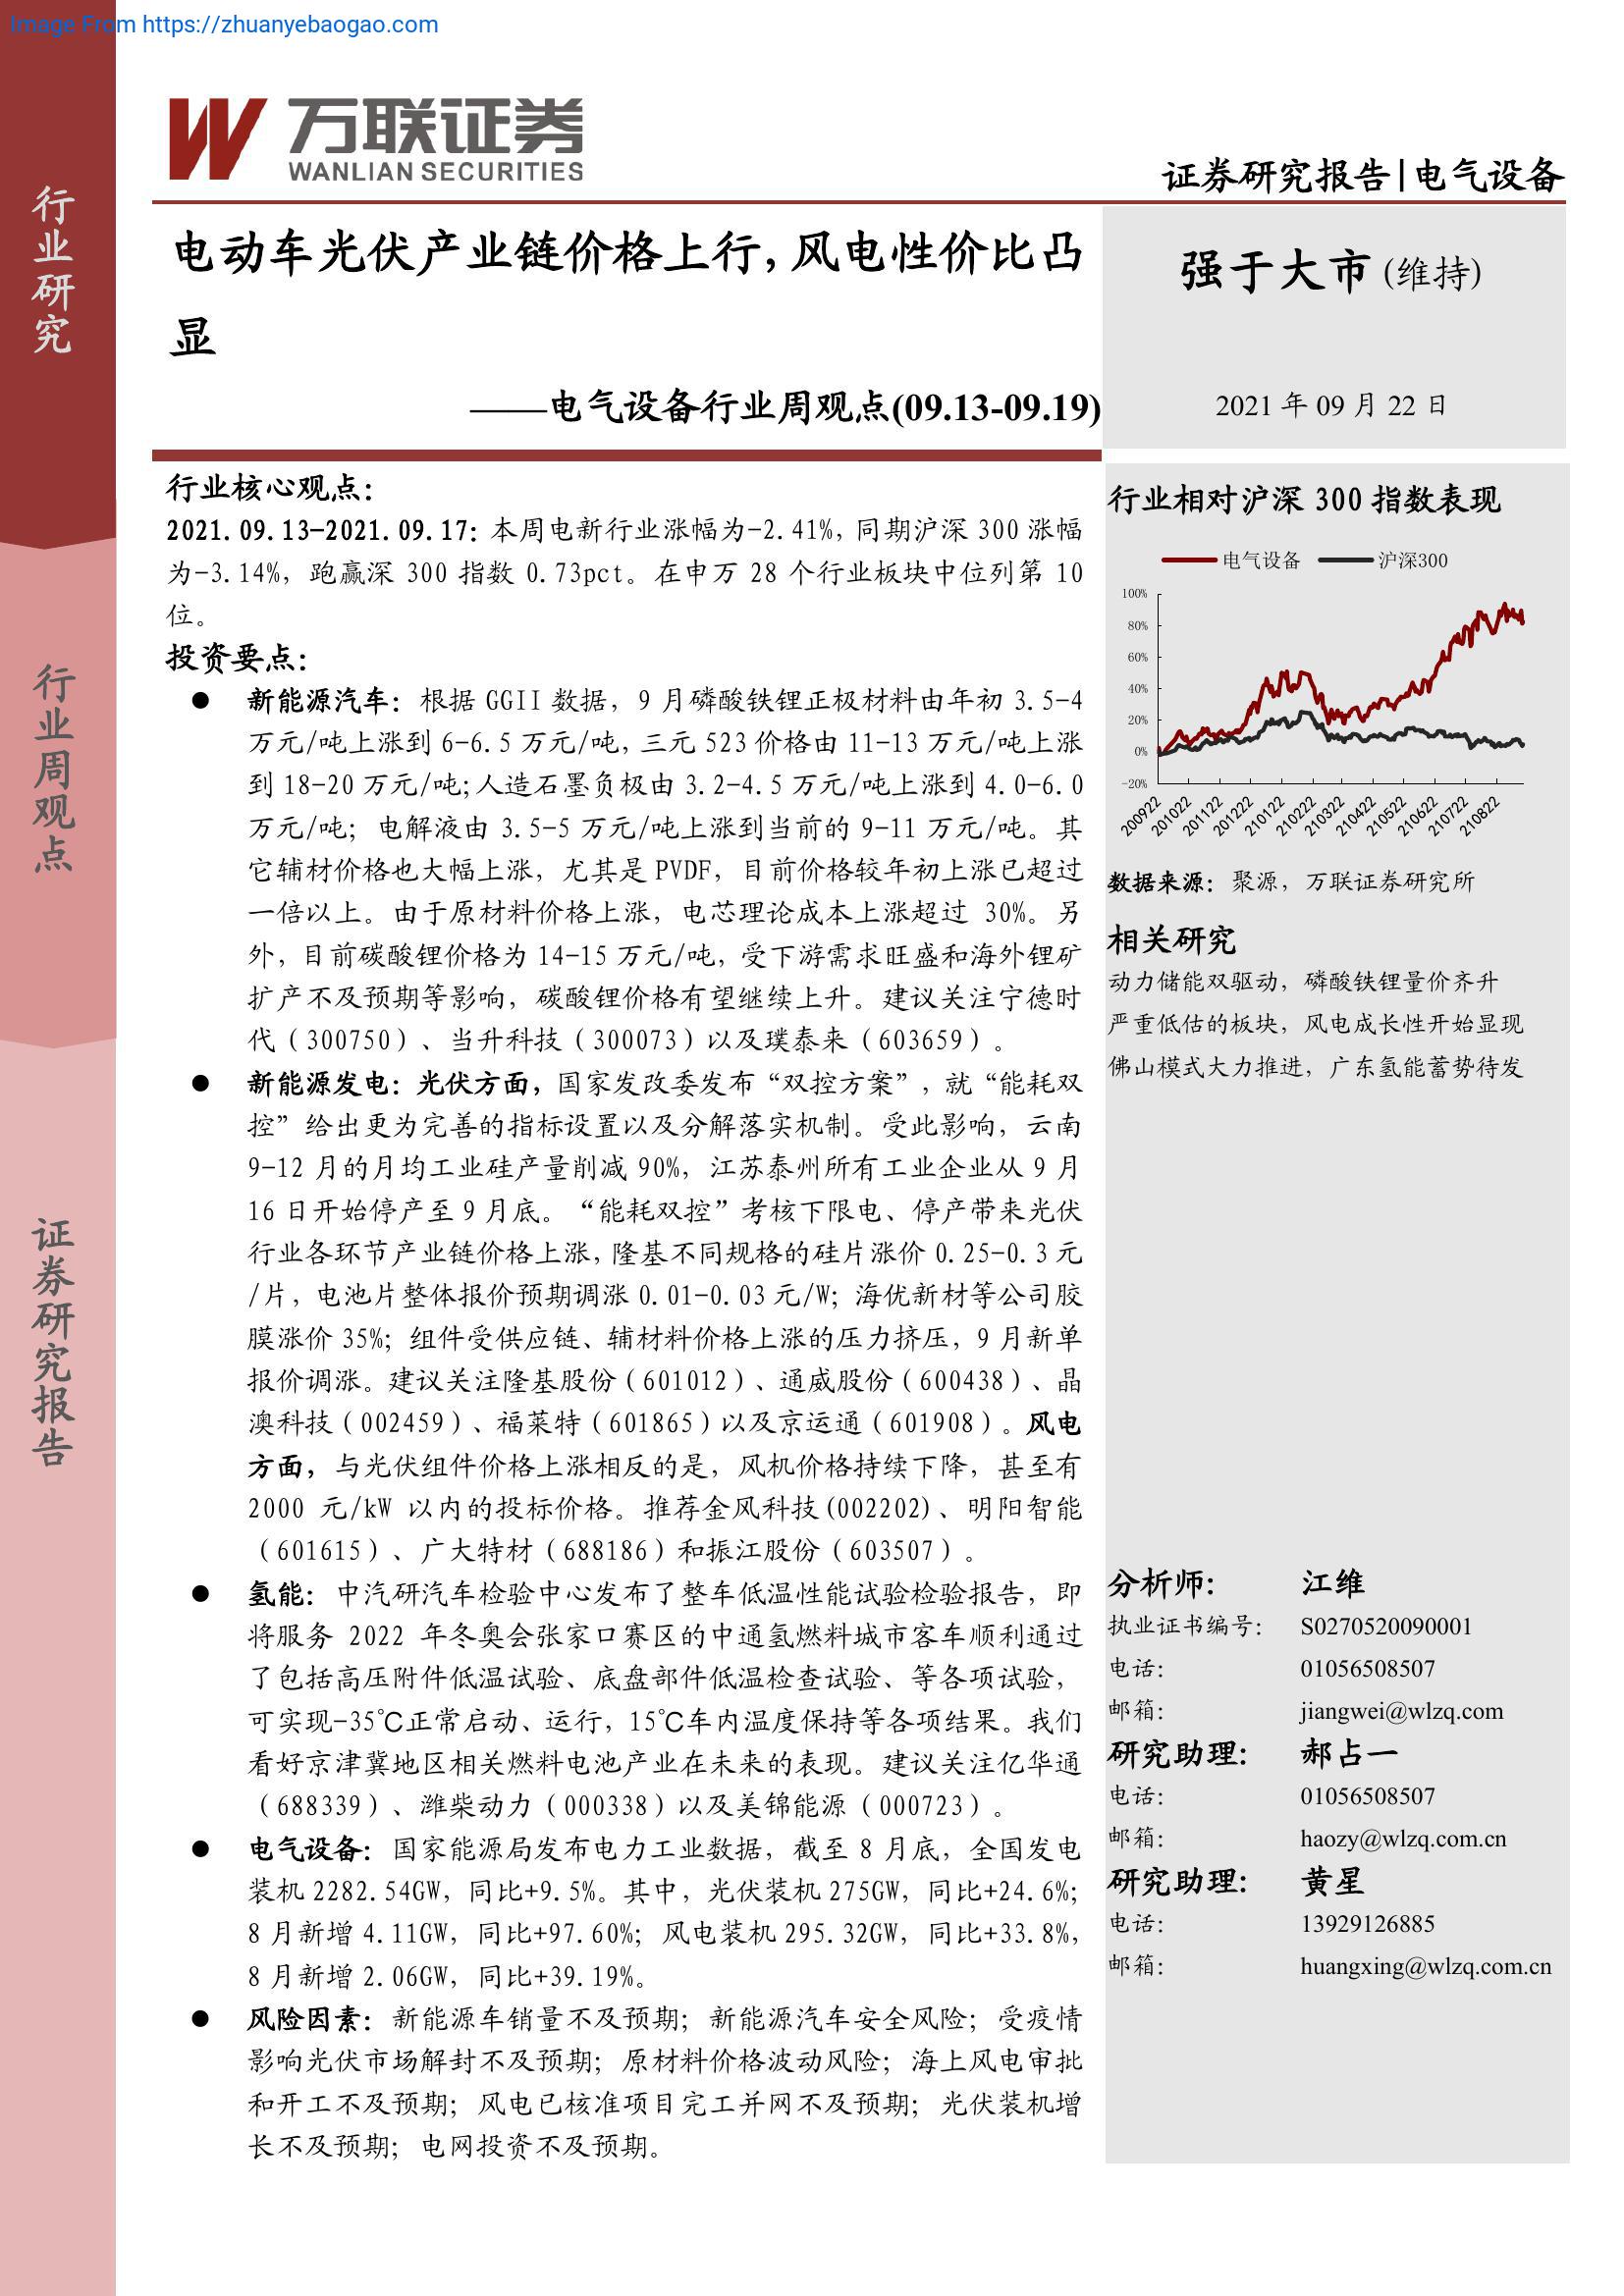 Image From https://zhuanyebaogao.com
行业研究
行业周观点
证券研究报告
万联证券
WANLIAN SECURITIES
证券研究报告|电气设备
电动车光伏产业链价格上行，风电性价比凸
显
——电气设备行业周观点(09.13-09.19)
强于大市(维持)
2021 年 09 月 22 日
行业核心观点：
2021.09.13-2021.09.17：本周电新行业涨幅为-2.41%，同期沪深 300 涨幅
为-3.14%，跑赢深 300 指数 0.73pct。在申万 28 个行业板块中位列第 10
位。
投资要点：
● 新能源汽车：根据 GGII 数据，9 月磷酸铁锂正极材料由年初 3.5-4
万元/吨上涨到 6-6.5 万元/吨，三元 523 价格由 11-13 万元/吨上涨
到 18-20 万元/吨；人造石墨负极由 3.2-4.5 万元/吨上涨到 4.0-6.0
万元/吨；电解液由 3.5-5 万元/吨上涨到当前的 9-11 万元/吨。其
它辅材价格也大幅上涨，尤其是 PVDF，目前价格较年初上涨已超过
一倍以上。由于原材料价格上涨，电芯理论成本上涨超过 30%。另
外，目前碳酸锂价格为 14-15 万元/吨，受下游需求旺盛和海外锂矿
扩产不及预期等影响，碳酸锂价格有望继续上升。建议关注宁德时
代（300750）、当升科技（300073）以及璞泰来（603659）。
● 新能源发电：光伏方面，国家发改委发布“双控方案”，就“能耗双
控”给出更为完善的指标设置以及分解落实机制。受此影响，云南
9-12 月的月均工业硅产量削减 90%，江苏泰州所有工业企业从 9 月
16 日开始停产至 9 月底。“能耗双控”考核下限电、停产带来光伏
行业各环节产业链价格上涨，隆基不同规格的硅片涨价 0.25-0.3 元
/片，电池片整体报价预期调涨 0.01-0.03 元/W；海优新材等公司胶
膜涨价 35%；组件受供应链、辅材料价格上涨的压力挤压，9 月新单
报价调涨。建议关注隆基股份（601012）、通威股份（600438）、晶
澳科技（002459）、福莱特（601865）以及京运通（601908）。风电
方面，与光伏组件价格上涨相反的是，风机价格持续下降，甚至有
2000 元/kW 以内的投标价格。推荐金风科技(002202)、明阳智能
（601615）、广大特材（688186）和振江股份（603507）。
● 氢能：中汽研汽车检验中心发布了整车低温性能试验检验报告，即
将服务 2022 年冬奥会张家口赛区的中通氢燃料城市客车顺利通过
了包括高压附件低温试验、底盘部件低温检查试验、等各项试验，
可实现-35℃正常启动、运行，15℃车内温度保持等各项结果。我们
看好京津冀地区相关燃料电池产业在未来的表现。建议关注亿华通
（688339）、潍柴动力（000338）以及美锦能源（000723）。
● 电气设备：国家能源局发布电力工业数据，截至 8 月底，全国发电
装机 2282.54GW，同比+9.5%。其中，光伏装机 275GW，同比+24.6%；
8 月新增 4.11GW，同比+97.60%；风电装机 295.32GW，同比+33.8%，
8 月新增 2.06GW，同比+39.19%。
● 风险因素：新能源车销量不及预期；新能源汽车安全风险；受疫情
影响光伏市场解封不及预期；原材料价格波动风险；海上风电审批
和开工不及预期；风电已核准项目完工并网不及预期；光伏装机增
长不及预期；电网投资不及预期。
行业相对沪深 300 指数表现
电气设备 沪深300
100%
80%
60%
40%
20%
0%
-20%
200922 201022 201122 201222 210122 210222 210322 210422 210522 210622 210722 210822
数据来源：聚源，万联证券研究所
相关研究
动力储能双驱动，磷酸铁锂量价齐升
严重低估的板块，风电成长性开始显现
佛山模式大力推进，广东氢能蓄势待发
分析师： 江维
执业证书编号： S0270520090001
电话： 01056508507
邮箱： jiangwei@wlzq.com
研究助理： 郝占一
电话： 01056508507
邮箱： haozy@wlzq.com.cn
研究助理： 黄星
电话： 13929126885
邮箱： huangxing@wlzq.com.cn